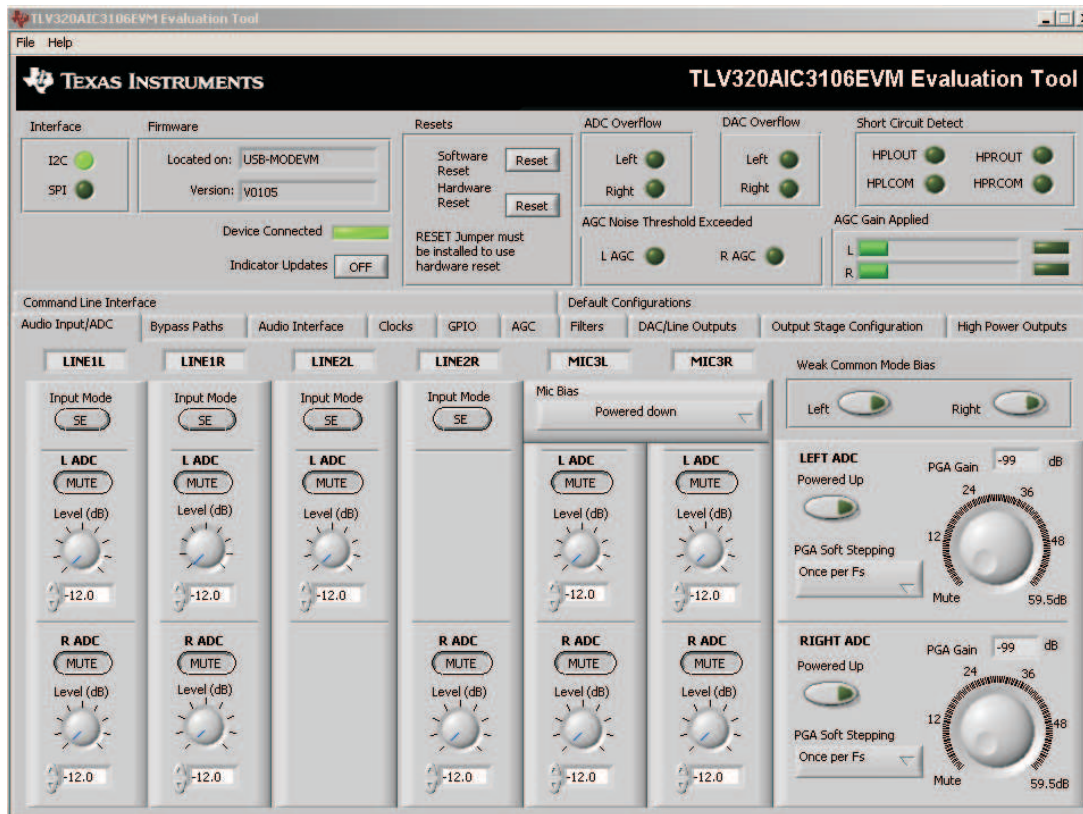 TLV320AIC3106EVM Evaluation Tool
File Help
TEXAS INSTRUMENTS
TLV320AIC3106EVM Evaluation Tool
Interface
I2C
SPI
Firmware
Located on: USB-MODEVM
Version: V0105
Device Connected
Indicator Updates OFF
Resets
Software
Reset
Reset
Hardware
Reset
Reset
RESET Jumper must
be installed to use
hardware reset
ADC Overflow
Left
Right
DAC Overflow
Left
Right
Short Circuit Detect
HPLOUT HPROUT
HPLCOM HPRCOM
AGC Noise Threshold Exceeded
L AGC R AGC
AGC Gain Applied
L
R
Command Line Interface Default Configurations
Audio Input/ADC Bypass Paths Audio Interface Clocks GPIO AGC Filters DAC/Line Outputs Output Stage Configuration High Power Outputs
LINE1L LINE1R LINE2L LINE2R MIC3L MIC3R
Input Mode Input Mode Input Mode Input Mode
SE SE SE SE
Mic Bias
Powered down
L ADC L ADC L ADC L ADC L ADC
MUTE MUTE MUTE MUTE MUTE
Level (dB) Level (dB) Level (dB) Level (dB) Level (dB)
-12.0 -12.0 -12.0 -12.0 -12.0
R ADC R ADC R ADC R ADC R ADC
MUTE MUTE MUTE MUTE MUTE
Level (dB) Level (dB) Level (dB) Level (dB) Level (dB)
-12.0 -12.0 -12.0 -12.0 -12.0
Weak Common Mode Bias
Left Right
LEFT ADC
Powered Up
PGA Soft Stepping
Once per Fs
PGA Gain -99 dB
24 36
12 48
Mute 59.5dB
RIGHT ADC
Powered Up
PGA Soft Stepping
Once per Fs
PGA Gain -99 dB
24 36
12 48
Mute 59.5dB